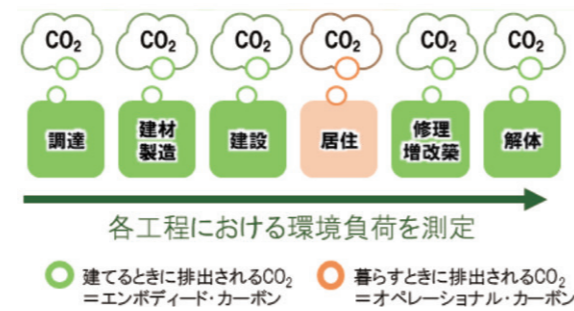 CO₂ CO₂ CO₂ CO₂ CO₂ CO₂
調達 建材製造 建設 居住 修理増改築 解体
各工程における環境負荷を測定
建てるときに排出されるCO₂
=エンボディード・カーボン
暮らすときに排出されるCO₂
=オペレーショナル・カーボン